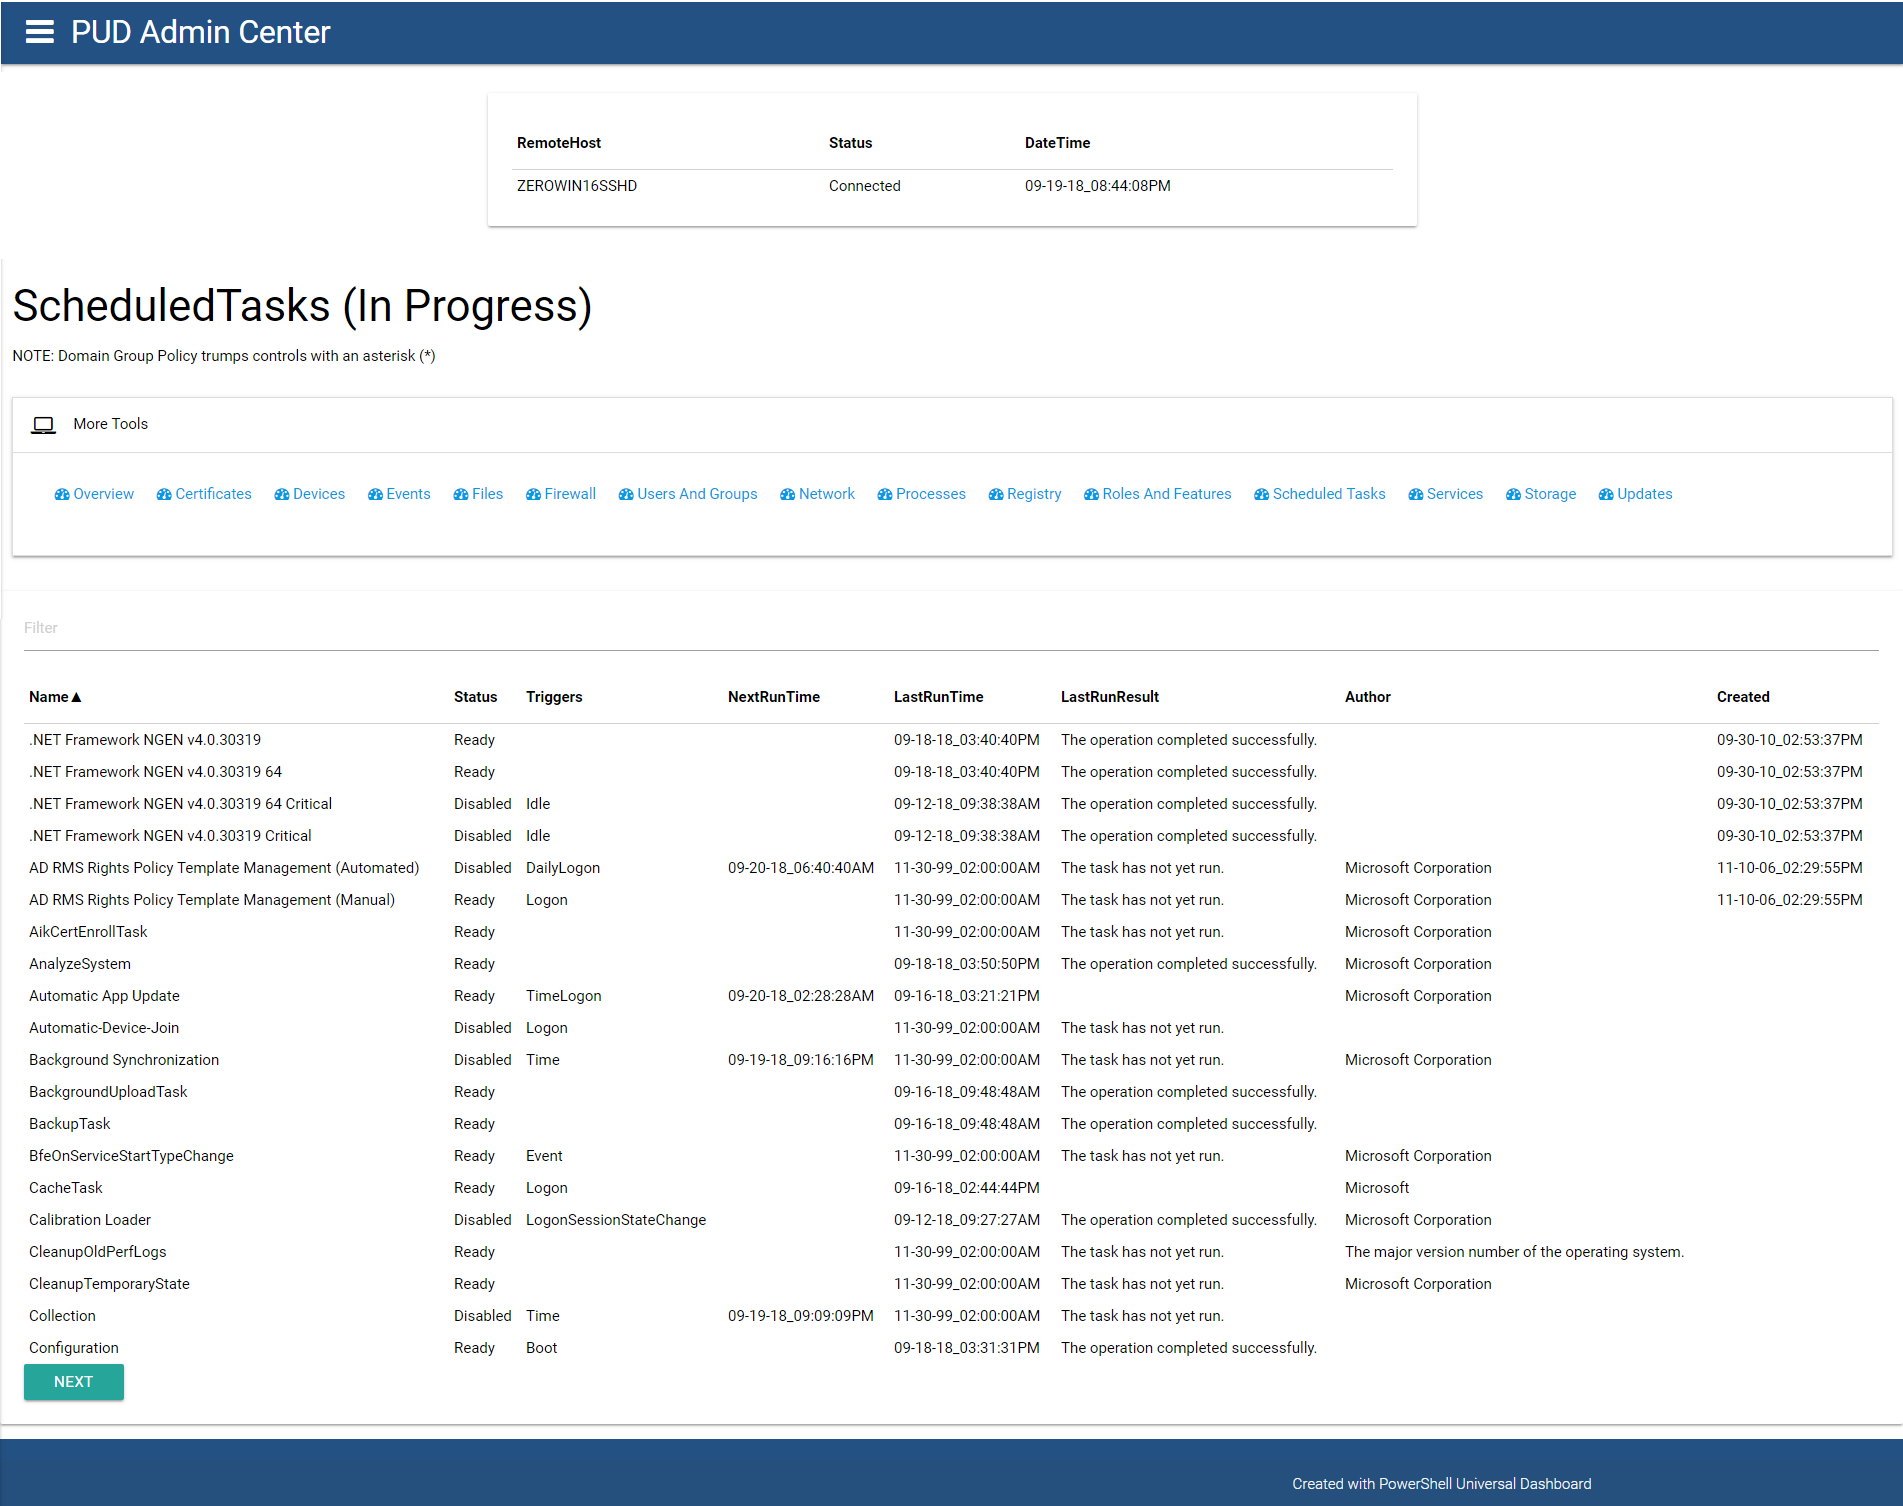 PUD Admin Center
RemoteHost Status DateTime
ZEROWIN16SSHD Connected 09-19-18_08:44:08PM
ScheduledTasks (In Progress)
NOTE: Domain Group Policy trumps controls with an asterisk (*)
More Tools
Overview Certificates Devices Events Files Firewall Users And Groups Network Processes Registry Roles And Features Scheduled Tasks Services Storage Updates
Filter
Name▲ Status Triggers NextRunTime LastRunTime LastRunResult Author Created
.NET Framework NGEN v4.0.30319 Ready 09-18-18_03:40:40PM The operation completed successfully. 09-30-10_02:53:37PM
.NET Framework NGEN v4.0.30319 64 Ready 09-18-18_03:40:40PM The operation completed successfully. 09-30-10_02:53:37PM
.NET Framework NGEN v4.0.30319 64 Critical Disabled Idle 09-12-18_09:38:38AM The operation completed successfully. 09-30-10_02:53:37PM
.NET Framework NGEN v4.0.30319 Critical Disabled Idle 09-12-18_09:38:38AM The operation completed successfully. 09-30-10_02:53:37PM
AD RMS Rights Policy Template Management (Automated) Disabled DailyLogon 09-20-18_06:40:40AM 11-30-99_02:00:00AM The task has not yet run. Microsoft Corporation 11-10-06_02:29:55PM
AD RMS Rights Policy Template Management (Manual) Ready Logon 11-30-99_02:00:00AM The task has not yet run. Microsoft Corporation 11-10-06_02:29:55PM
AikCertEnrollTask Ready 11-30-99_02:00:00AM The task has not yet run. Microsoft Corporation
AnalyzeSystem Ready 09-18-18_03:50:50PM The operation completed successfully. Microsoft Corporation
Automatic App Update Ready TimeLogon 09-20-18_02:28:28AM 09-16-18_03:21:21PM Microsoft Corporation
Automatic-Device-Join Disabled Logon 11-30-99_02:00:00AM The task has not yet run.
Background Synchronization Disabled Time 09-19-18_09:16:16PM 11-30-99_02:00:00AM The task has not yet run. Microsoft Corporation
BackgroundUploadTask Ready 09-16-18_09:48:48AM The operation completed successfully.
BackupTask Ready 09-16-18_09:48:48AM The operation completed successfully.
BfeOnServiceStartTypeChange Ready Event 11-30-99_02:00:00AM The task has not yet run. Microsoft Corporation
CacheTask Ready Logon 09-16-18_02:44:44PM Microsoft
Calibration Loader Disabled LogonSessionStateChange 09-12-18_09:27:27AM The operation completed successfully. Microsoft Corporation
CleanupOldPerfLogs Ready 11-30-99_02:00:00AM The task has not yet run. The major version number of the operating system.
CleanupTemporaryState Ready 11-30-99_02:00:00AM The task has not yet run. Microsoft Corporation
Collection Disabled Time 09-19-18_09:09:09PM 11-30-99_02:00:00AM The task has not yet run.
Configuration Ready Boot 09-18-18_03:31:31PM The operation completed successfully.
NEXT
Created with PowerShell Universal Dashboard